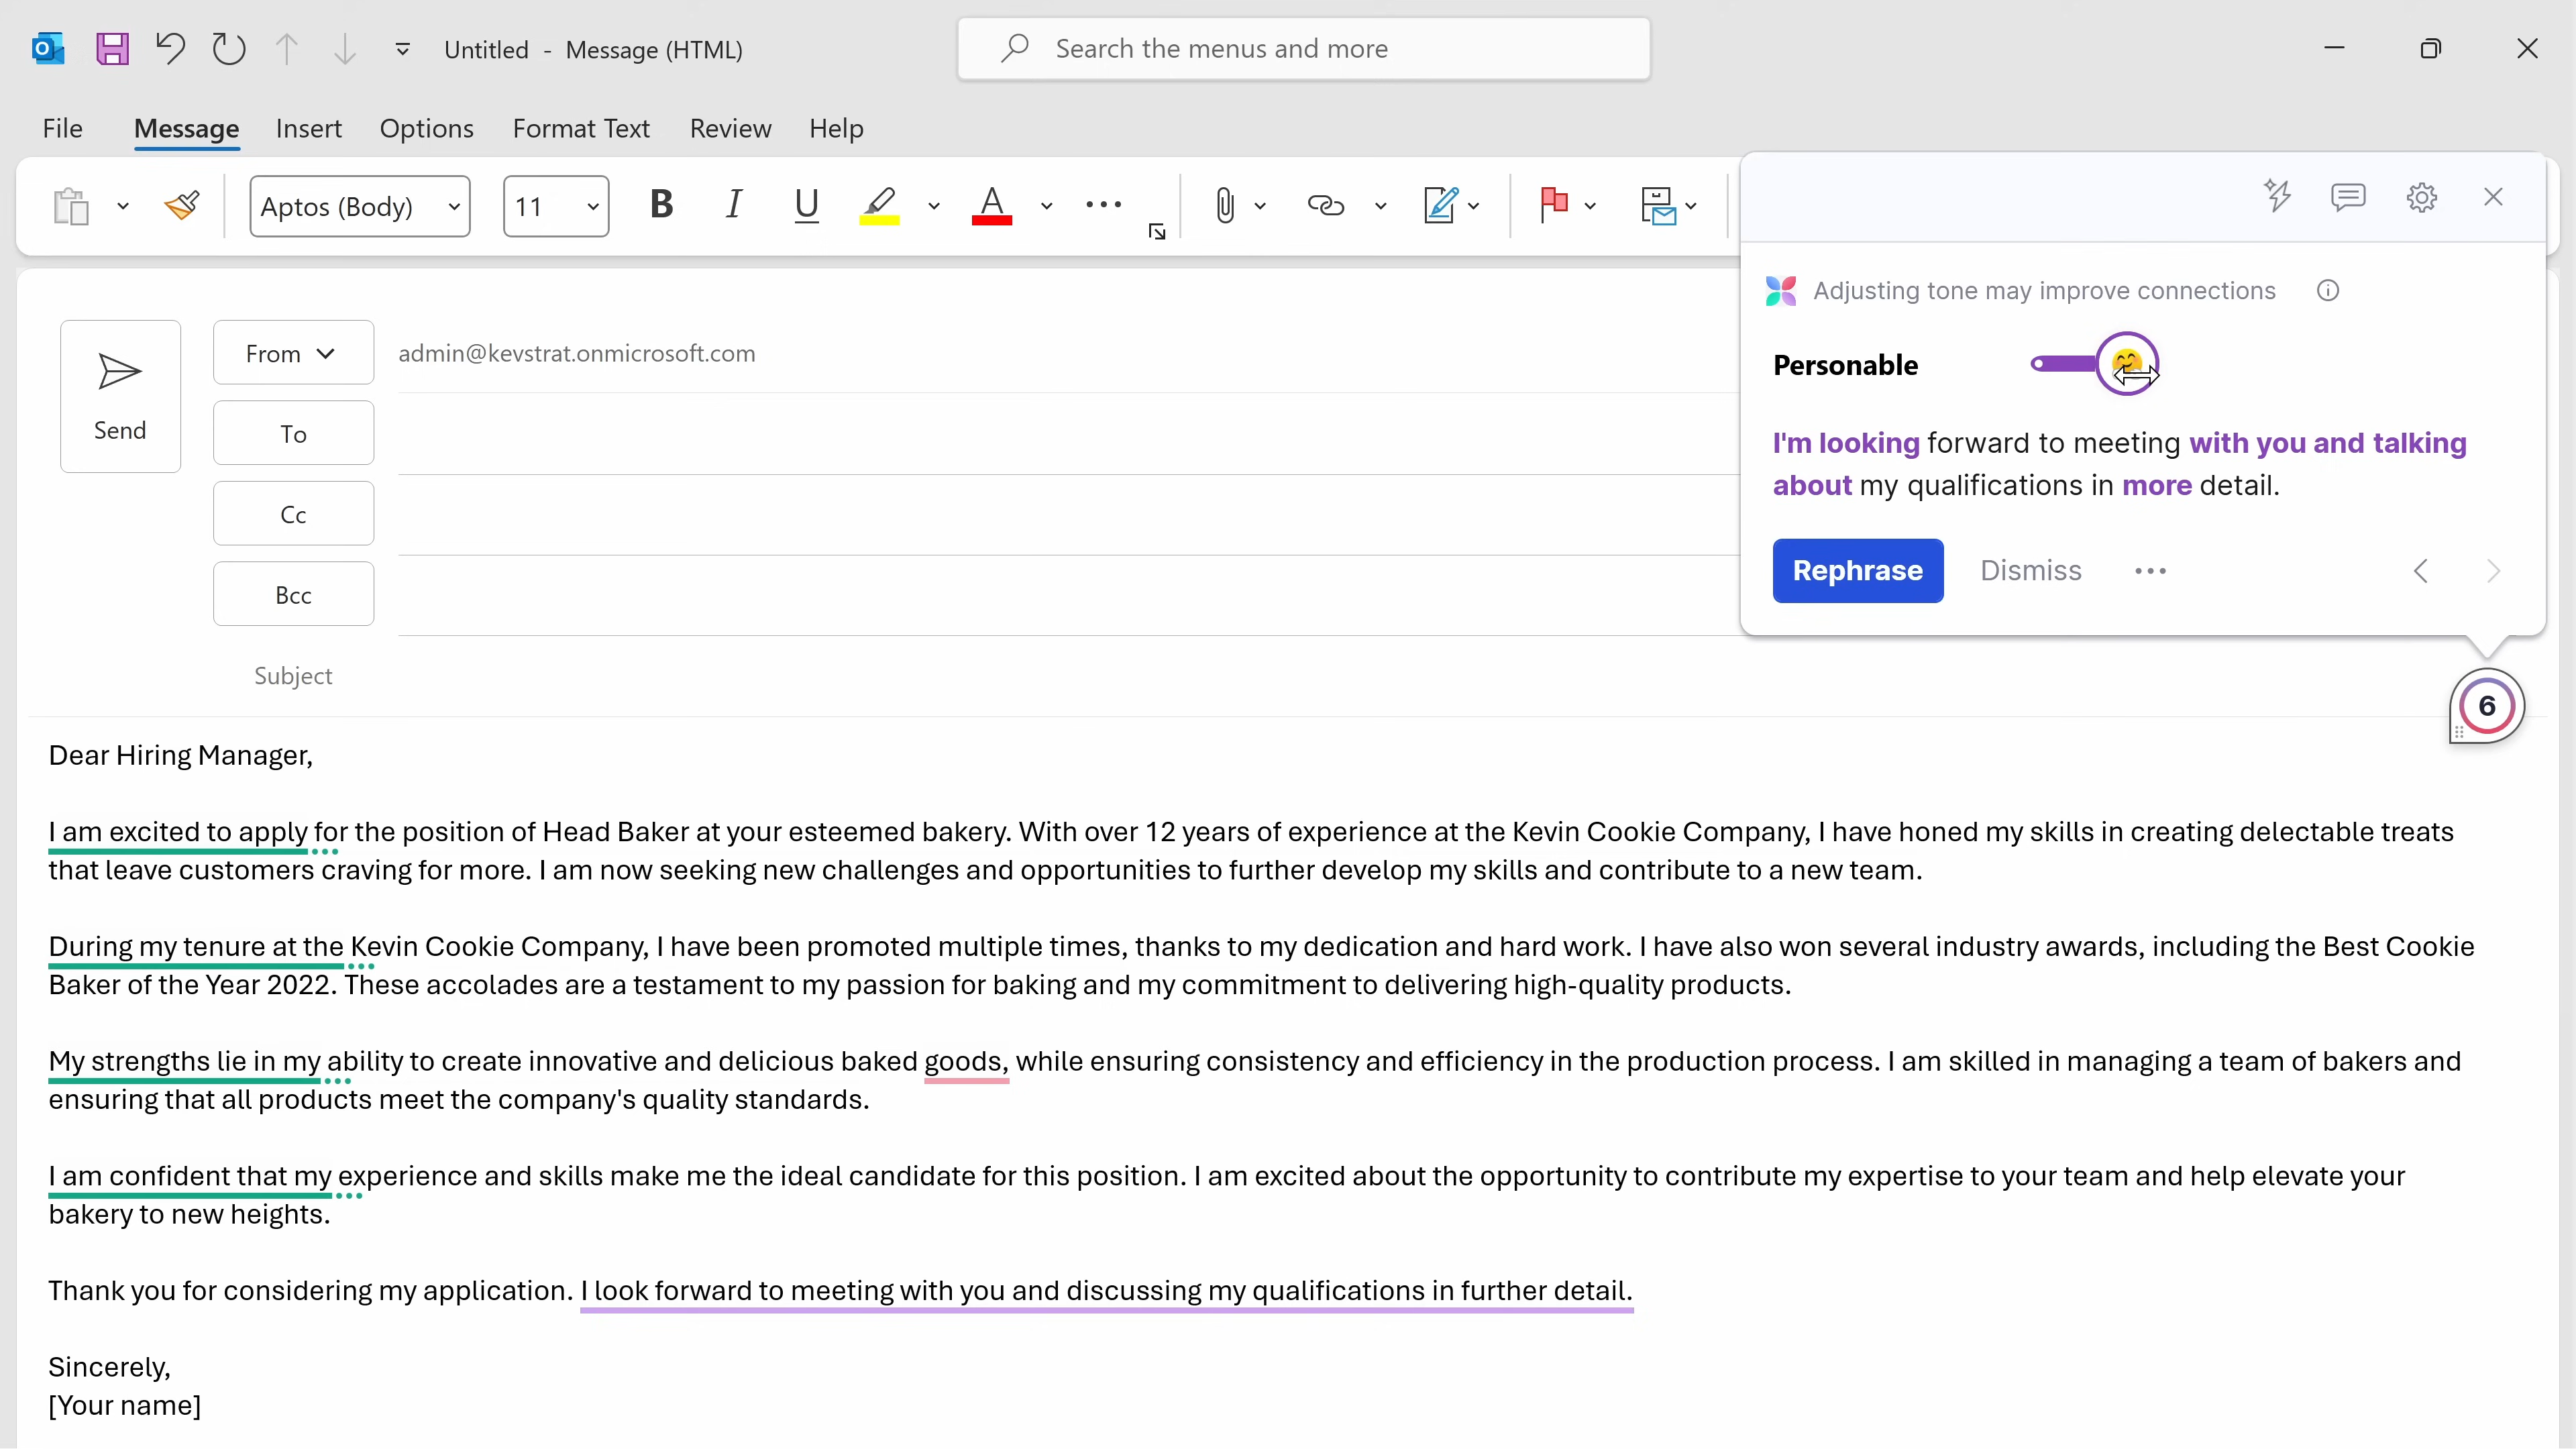 Untitled - Message (HTML)
Search the menus and more
File Message Insert Options Format Text Review Help
Aptos (Body) 11 B I U A
Adjusting tone may improve connections
Personable
I'm looking forward to meeting with you and talking
about my qualifications in more detail.
Rephrase Dismiss
6
Send
From admin@kevstrat.onmicrosoft.com
To
Cc
Bcc
Subject
Dear Hiring Manager,
I am excited to apply for the position of Head Baker at your esteemed bakery. With over 12 years of experience at the Kevin Cookie Company, I have honed my skills in creating delectable treats
that leave customers craving for more. I am now seeking new challenges and opportunities to further develop my skills and contribute to a new team.
During my tenure at the Kevin Cookie Company, I have been promoted multiple times, thanks to my dedication and hard work. I have also won several industry awards, including the Best Cookie
Baker of the Year 2022. These accolades are a testament to my passion for baking and my commitment to delivering high-quality products.
My strengths lie in my ability to create innovative and delicious baked goods, while ensuring consistency and efficiency in the production process. I am skilled in managing a team of bakers and
ensuring that all products meet the company's quality standards.
I am confident that my experience and skills make me the ideal candidate for this position. I am excited about the opportunity to contribute my expertise to your team and help elevate your
bakery to new heights.
Thank you for considering my application. I look forward to meeting with you and discussing my qualifications in further detail.
Sincerely,
[Your name]